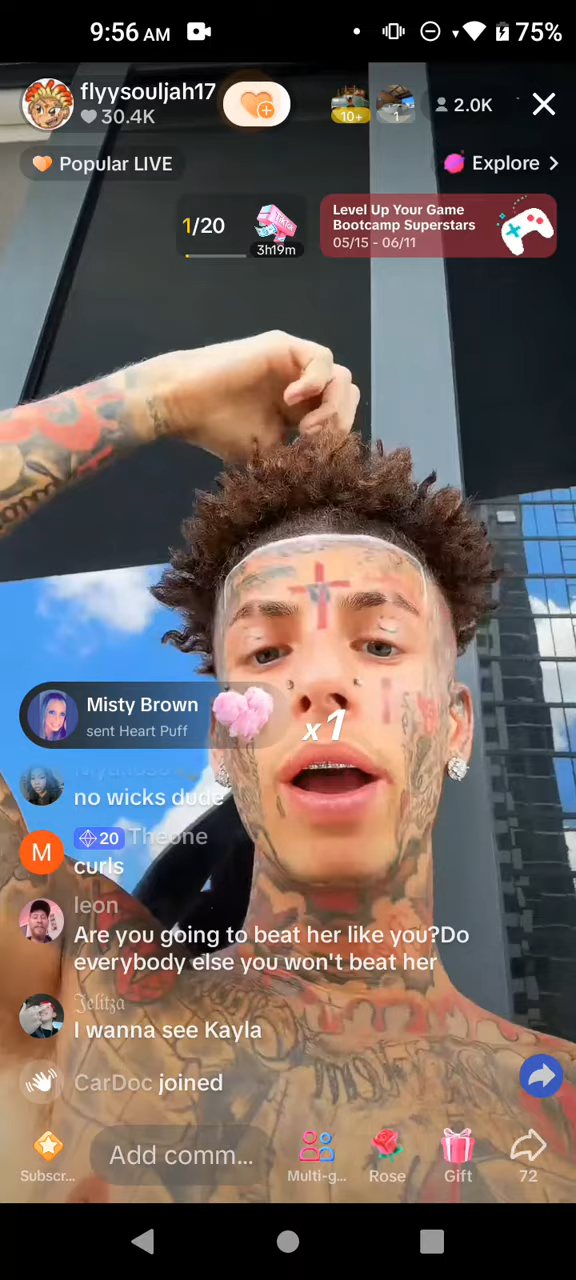 9:56 AM
75%
flyysouljah17
30.4K
10+
1
2.0K
Popular LIVE
Explore
1/20
3h19m
Level Up Your Game
Bootcamp Superstars
05/15 - 06/11
Misty Brown
sent Heart Puff
x1
no wicks dude
M
20 Theone
curls
leon
Are you going to beat her like you?Do
everybody else you won't beat her
𝔍𝔢𝔩𝔦𝔱𝔷𝔞
I wanna see Kayla
CarDoc joined
Subscr...
Add comm...
Multi-g...
Rose
Gift
72